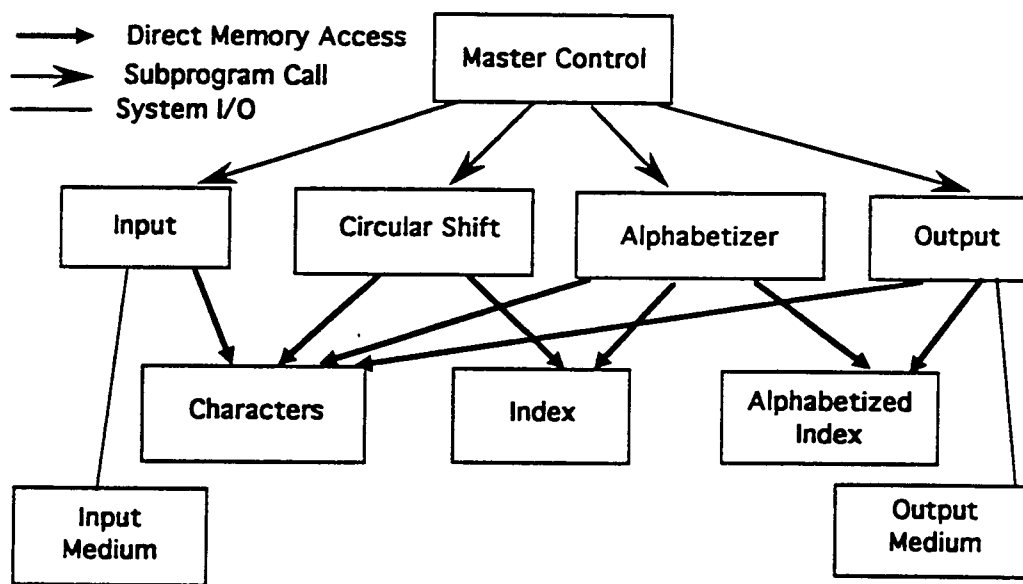 Direct Memory Access
Subprogram Call
System I/O
Master Control
Input
Circular Shift
Alphabetizer
Output
Characters
Index
Alphabetized
Index
Input
Medium
Output
Medium